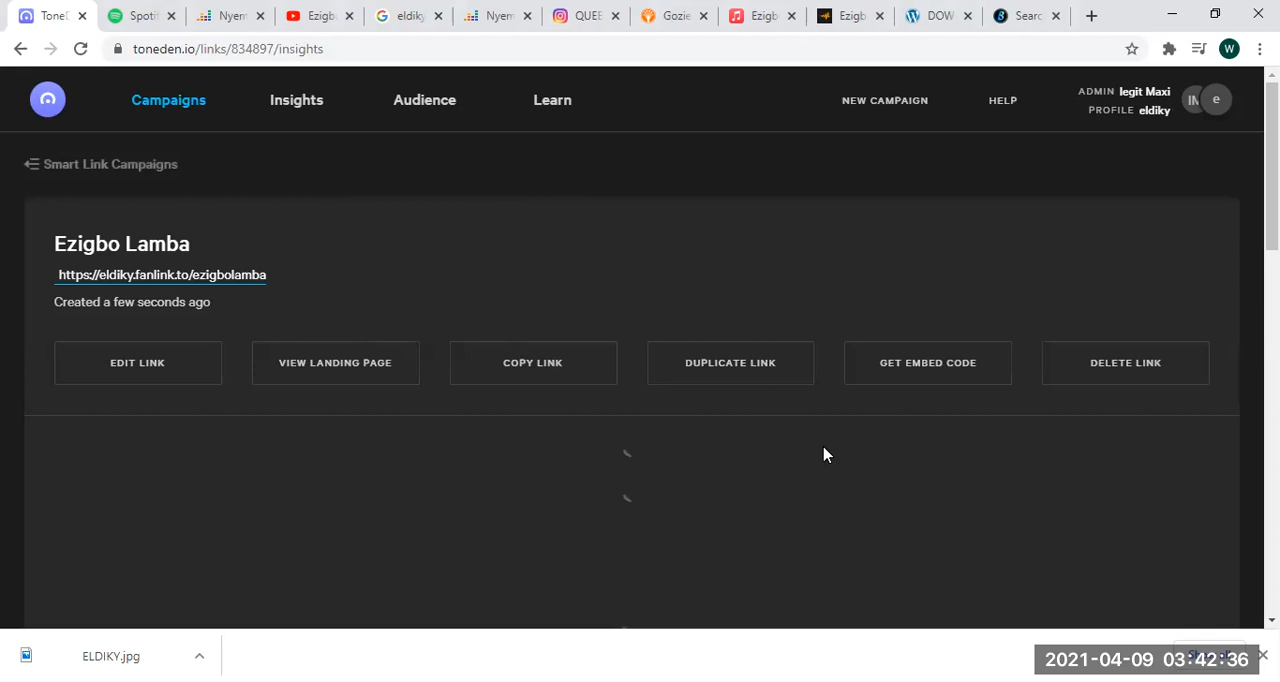 ToneD
Spotif
Nyem
Ezigb
eldiky
Nyem
QUEE
Gozie
Ezigb
Ezigb
DOW
Searc
toneden.io/links/834897/insights
W
Campaigns
Insights
Audience
Learn
NEW CAMPAIGN
HELP
ADMIN legit Maxi
PROFILE eldiky
e
Smart Link Campaigns
Ezigbo Lamba
https://eldiky.fanlink.to/ezigbolamba
Created a few seconds ago
EDIT LINK
VIEW LANDING PAGE
COPY LINK
DUPLICATE LINK
GET EMBED CODE
DELETE LINK
ELDIKY.jpg
2021-04-09 03:42:36